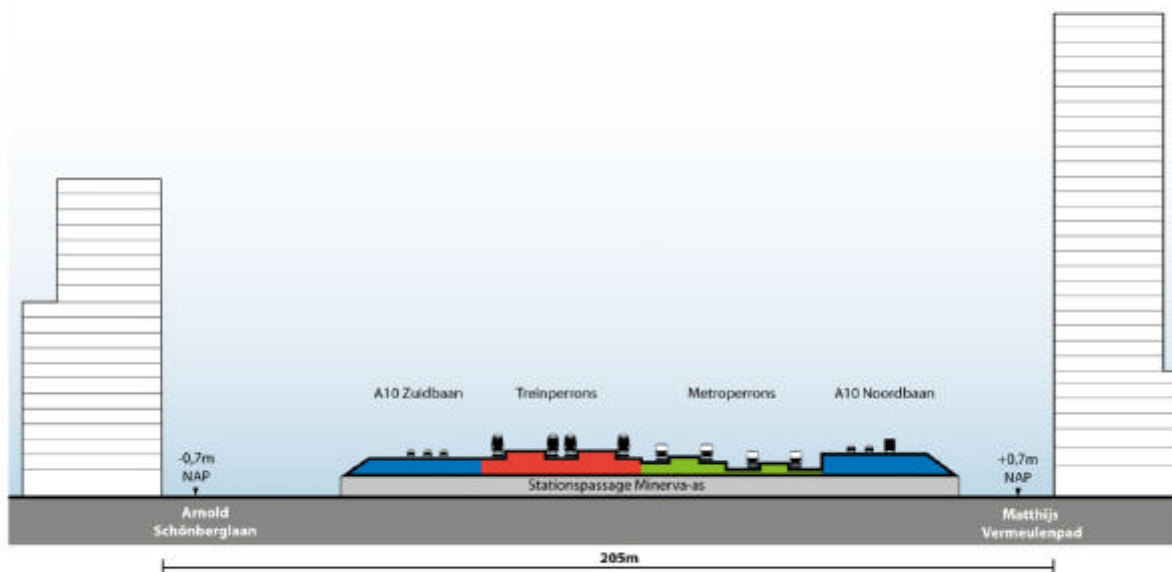 A10 Zuidbaan
Treinperrons
Metroperrons
A10 Noordbaan
-0,7m
NAP
+0,7m
NAP
Stationspassage Minerva-as
Arnold
Schönberglaan
Matthijs
Vermeulenpad
205m